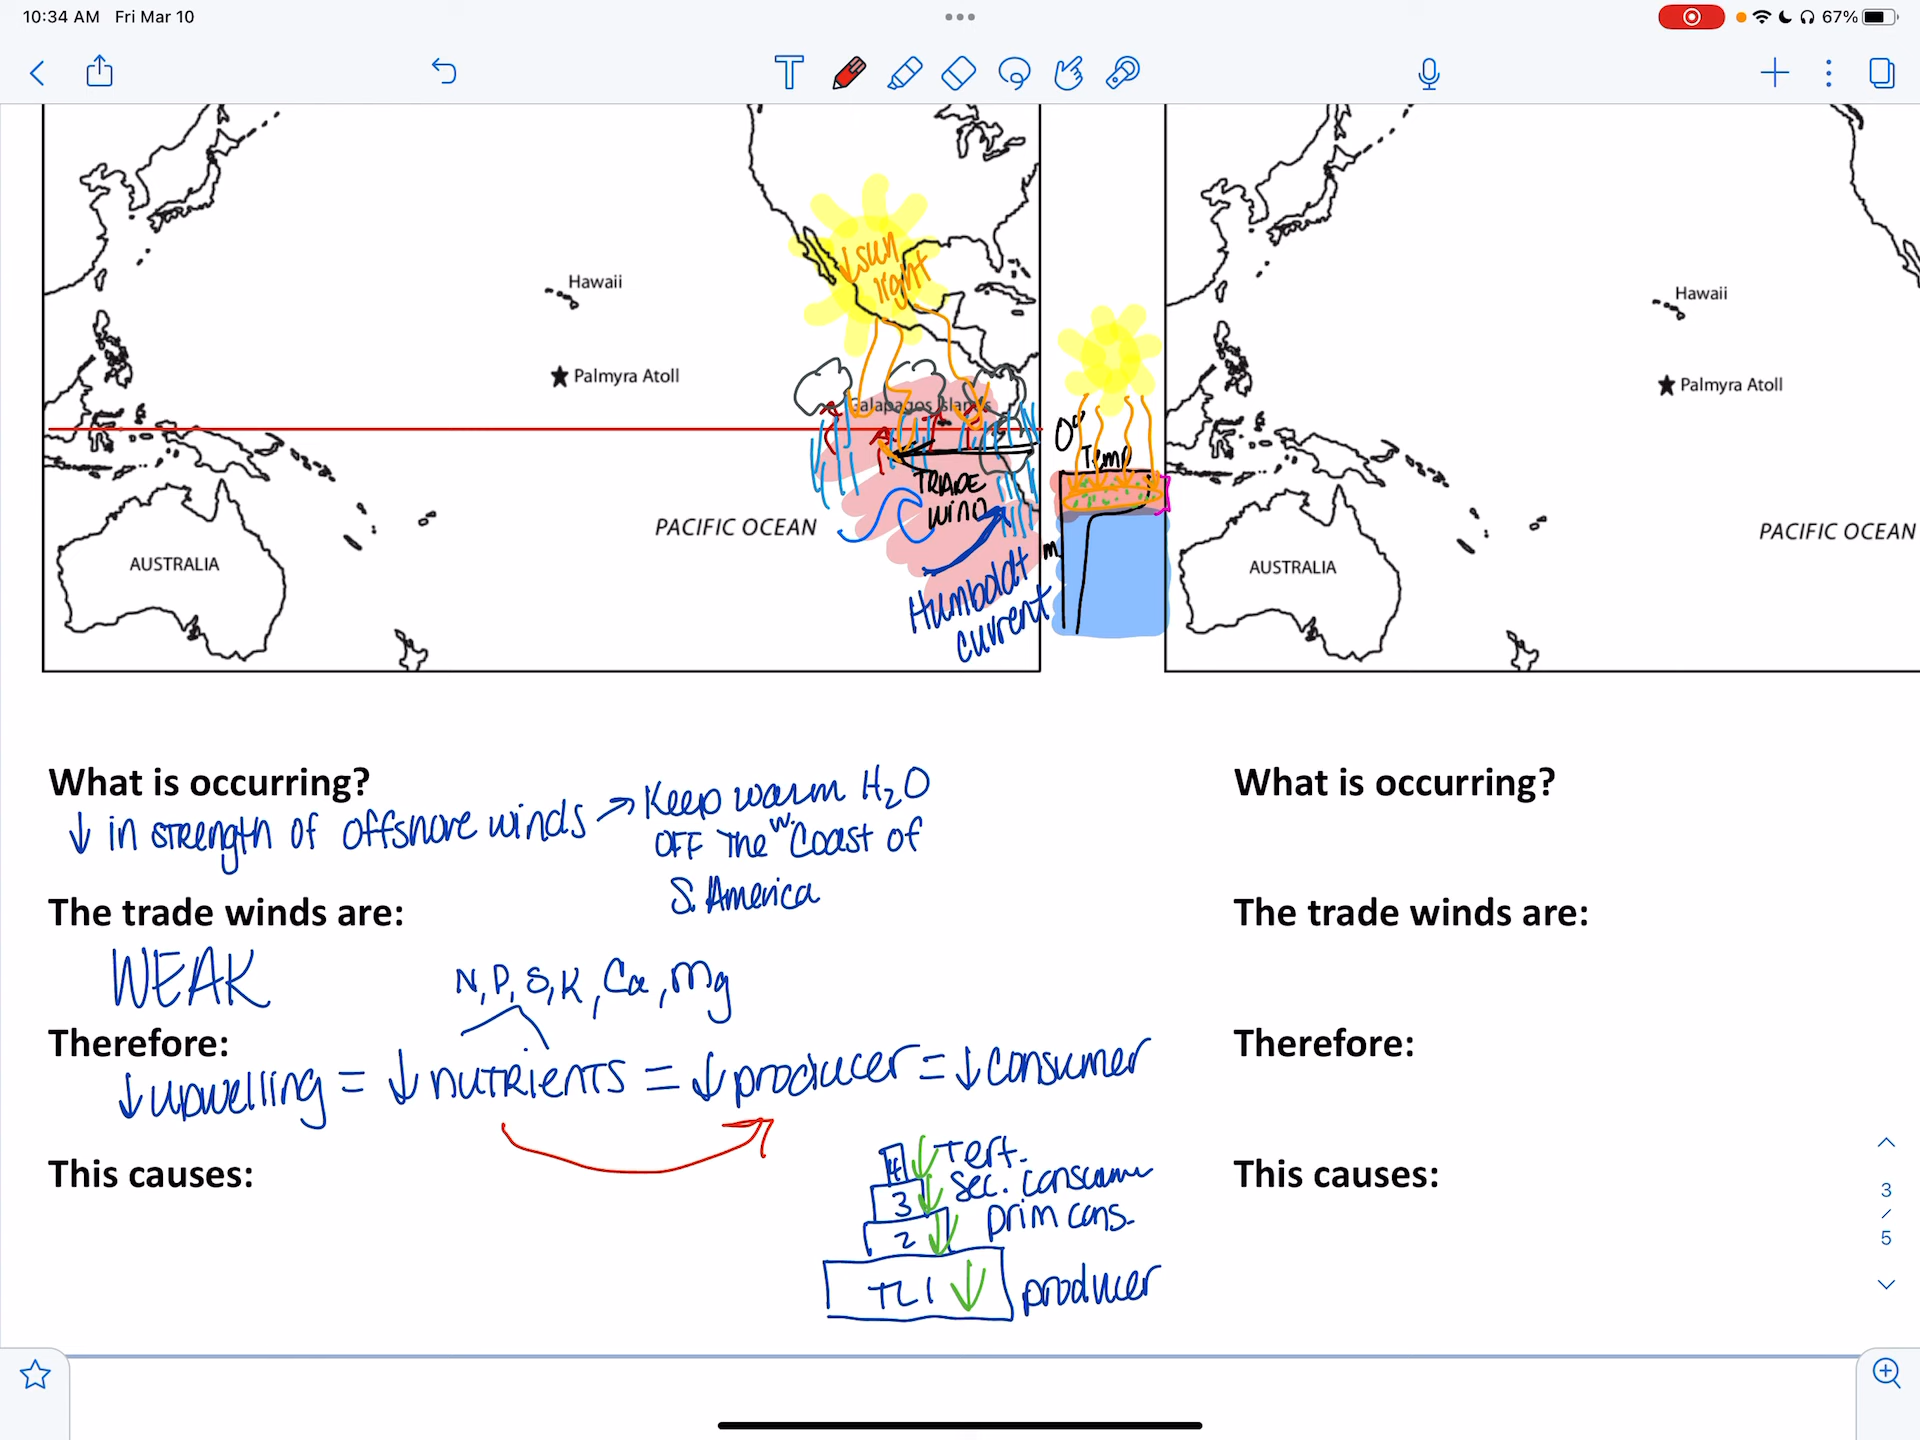 10:34 AM Fri Mar 10
67%
T
sun
light
Hawaii
Palmyra Atoll
Galapagos Islands
TRADE
WIND
PACIFIC OCEAN
AUSTRALIA
Humboldt
current
0°
Temp
m
Hawaii
Palmyra Atoll
PACIFIC OCEAN
AUSTRALIA
What is occurring?
↓ in strength of offshore winds → Keep warm H₂O
OFF THE W. Coast of
S. America
The trade winds are:
WEAK
N, P, S, K, Ca, Mg
Therefore:
↓ upwelling = ↓ nutrients = ↓ producer = ↓ consumer
This causes:
4 ↓ Tert.
3 ↓ Sec. consume
2 ↓ prim cons.
TL1 ↓ producer
What is occurring?
The trade winds are:
Therefore:
This causes:
3
/
5